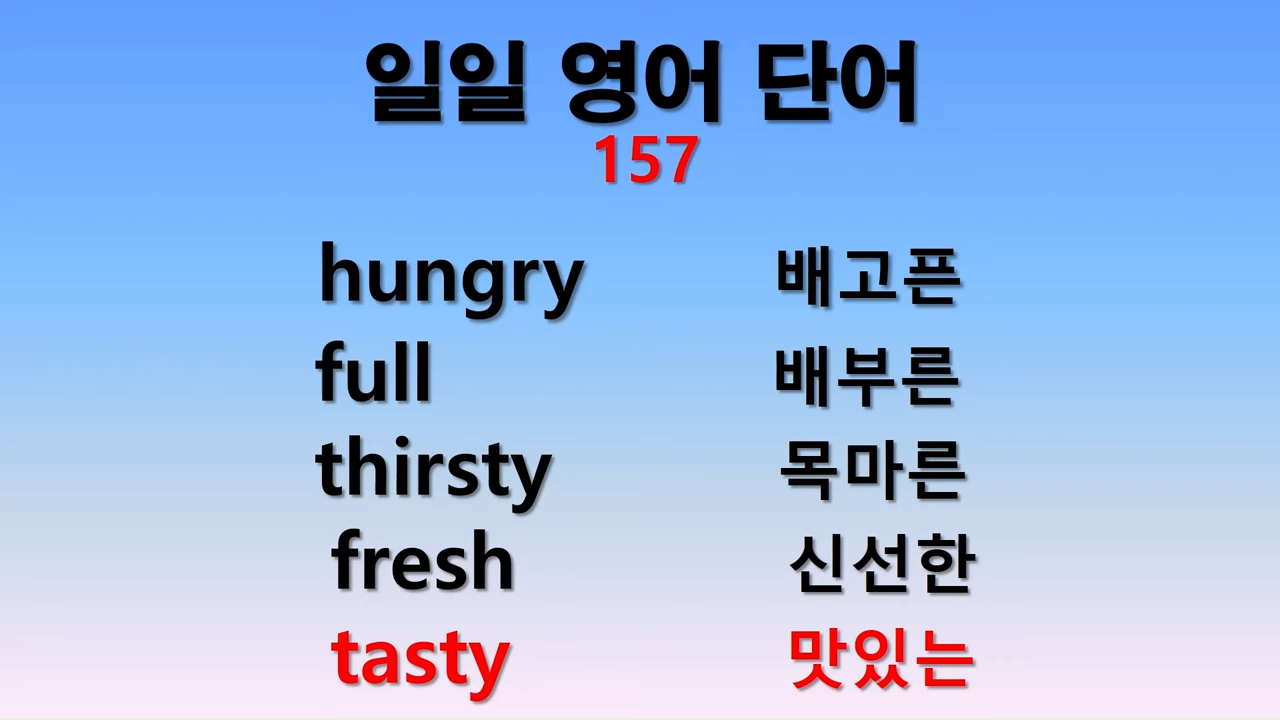 일일 영어 단어
157
hungry 배고픈
full 배부른
thirsty 목마른
fresh 신선한
tasty 맛있는